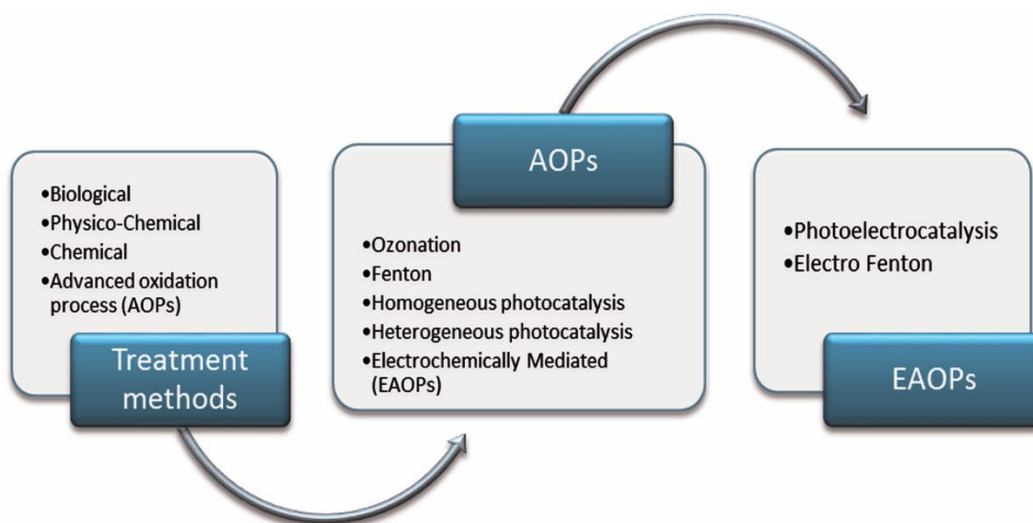 •Biological
•Physico-Chemical
•Chemical
•Advanced oxidation
process (AOPs)
Treatment
methods
AOPs
•Ozonation
•Fenton
•Homogeneous photocatalysis
•Heterogeneous photocatalysis
•Electrochemically Mediated
(EAOPs)
•Photoelectrocatalysis
•Electro Fenton
EAOPs